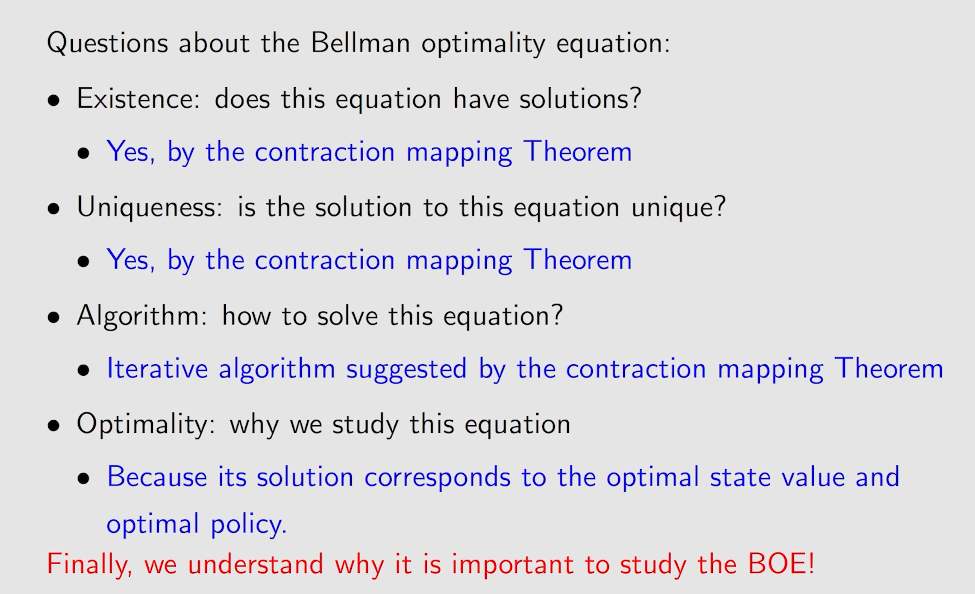 Questions about the Bellman optimality equation:
• Existence: does this equation have solutions?
• Yes, by the contraction mapping Theorem
• Uniqueness: is the solution to this equation unique?
• Yes, by the contraction mapping Theorem
• Algorithm: how to solve this equation?
• Iterative algorithm suggested by the contraction mapping Theorem
• Optimality: why we study this equation
• Because its solution corresponds to the optimal state value and
optimal policy.
Finally, we understand why it is important to study the BOE!